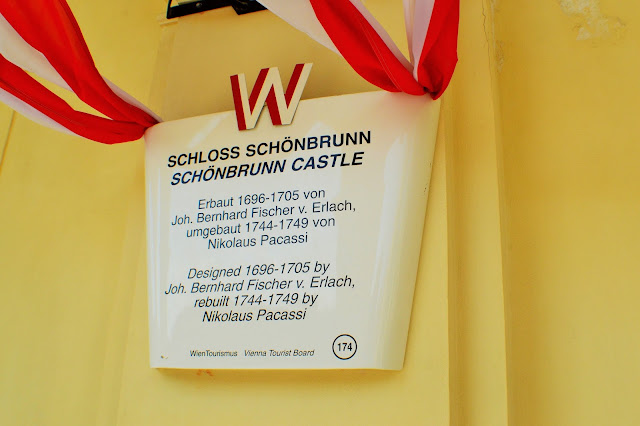 W
SCHLOSS SCHÖNBRUNN
SCHÖNBRUNN CASTLE
Erbaut 1696-1705 von
Joh. Bernhard Fischer v. Erlach,
umgebaut 1744-1749 von
Nikolaus Pacassi
Designed 1696-1705 by
Joh. Bernhard Fischer v. Erlach,
rebuilt 1744-1749 by
Nikolaus Pacassi
WienTourismus Vienna Tourist Board 174